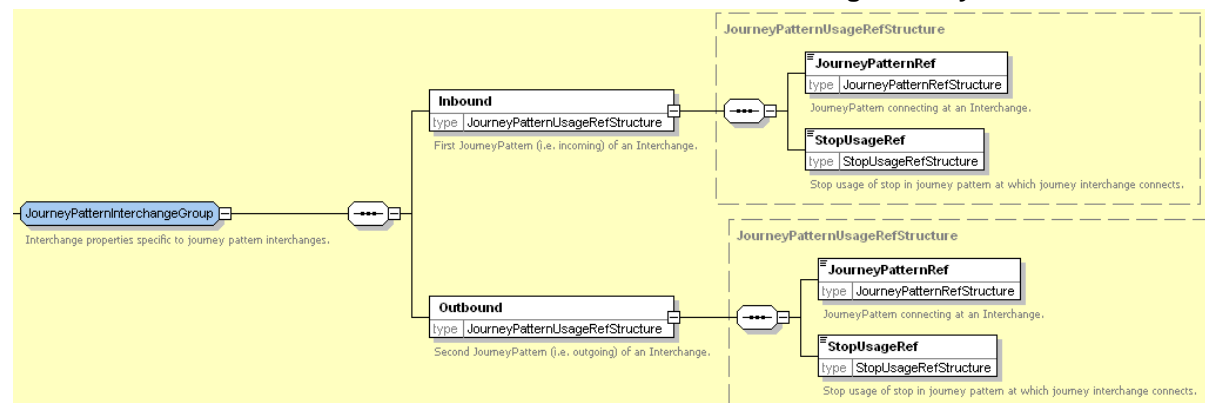 JourneyPatternUsageRefStructure
JourneyPatternRef
type JourneyPatternRefStructure
JourneyPattern connecting at an Interchange.
Inbound
type JourneyPatternUsageRefStructure
First JourneyPattern (i.e. incoming) of an Interchange.
StopUsageRef
type StopUsageRefStructure
Stop usage of stop in journey pattern at which journey interchange connects.
JourneyPatternInterchangeGroup
Interchange properties specific to journey pattern interchanges.
JourneyPatternUsageRefStructure
JourneyPatternRef
type JourneyPatternRefStructure
JourneyPattern connecting at an Interchange.
Outbound
type JourneyPatternUsageRefStructure
Second JourneyPattern (i.e. outgoing) of an Interchange.
StopUsageRef
type StopUsageRefStructure
Stop usage of stop in journey pattern at which journey interchange connects.